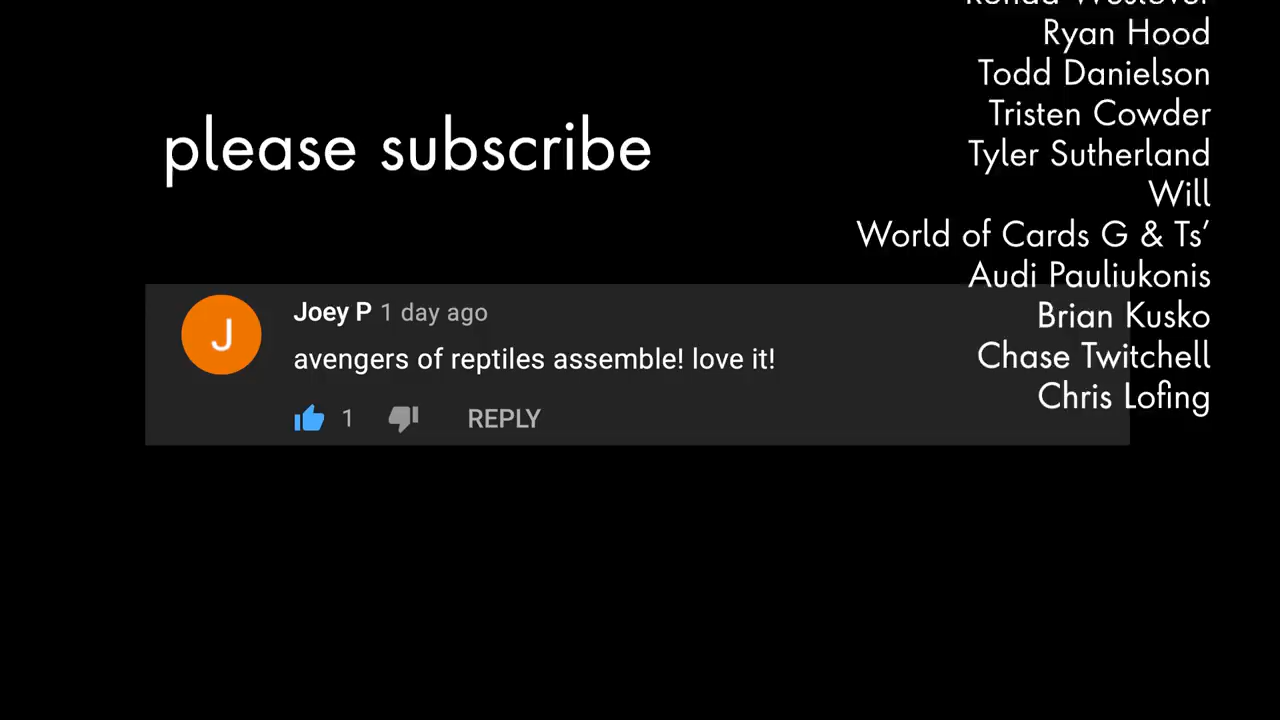 Ryan Hood
Todd Danielson
Tristen Cowder
Tyler Sutherland
Will
World of Cards G & Ts’
Audi Pauliukonis
Brian Kusko
Chase Twitchell
Chris Lofing
please subscribe
J
Joey P 1 day ago
avengers of reptiles assemble! love it!
1
REPLY